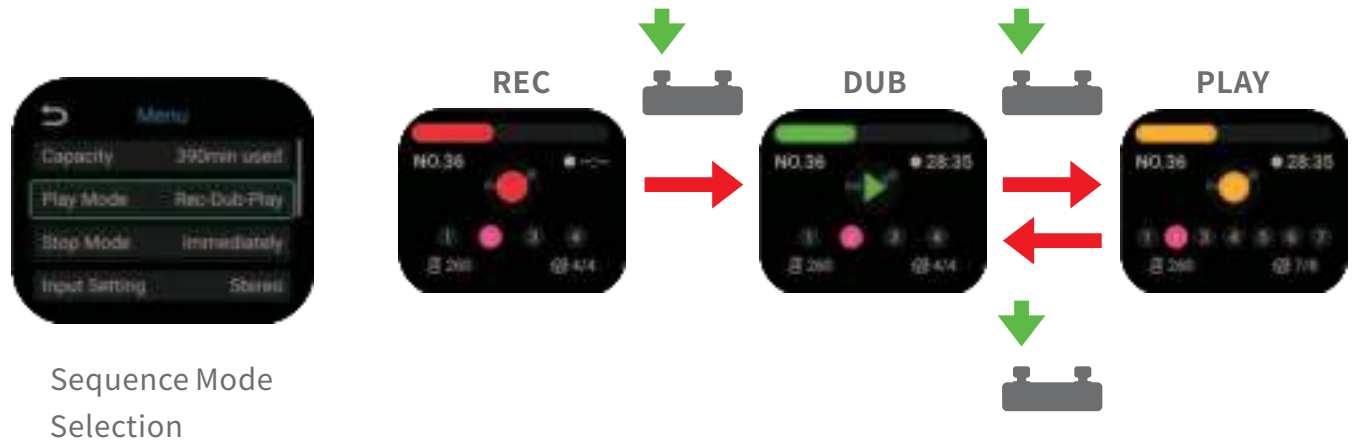 Menu
Capacity 390min used
Play Mode Rec-Dub-Play
Stop Mode Immediately
Input Setting Stereo
Sequence Mode
Selection
REC
NO.36 --:--
1 3 4
260 4/4
DUB
NO.36 28:35
1 3 4
260 4/4
PLAY
NO.36 28:35
1 3 4 5 6 7
260 7/8